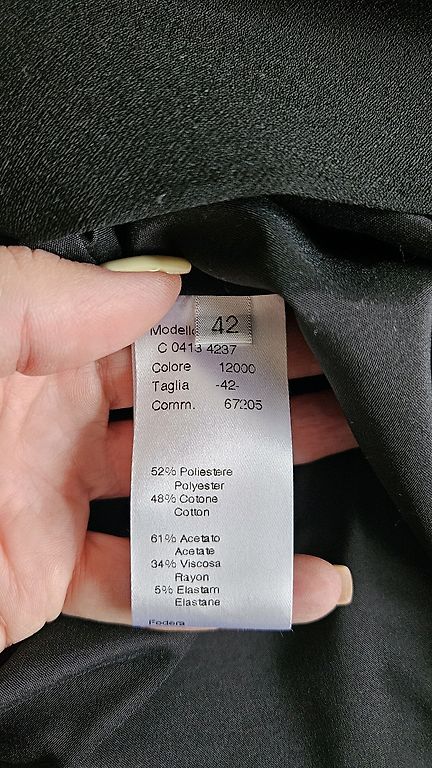 42
Modell
C 0413 4237
Colore 12000
Taglia -42-
Comm. 67205
52% Poliestere
Polyester
48% Cotone
Cotton
61% Acetato
Acetate
34% Viscosa
Rayon
5% Elastam
Elastane
Fodera